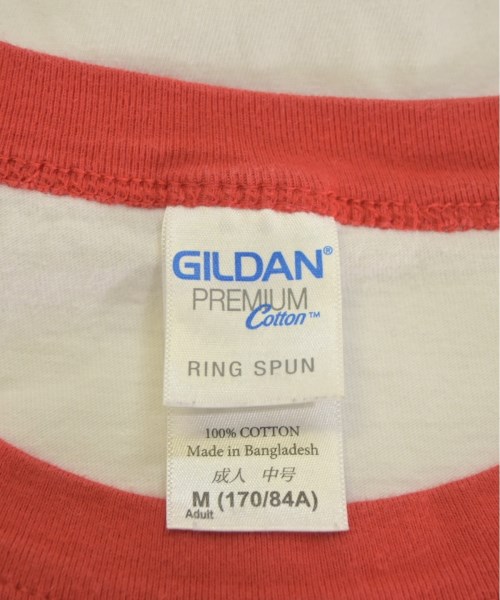 GILDAN®
PREMIUM
Cotton™
RING SPUN
100% COTTON
Made in Bangladesh
成人 中号
M (170/84A)
Adult